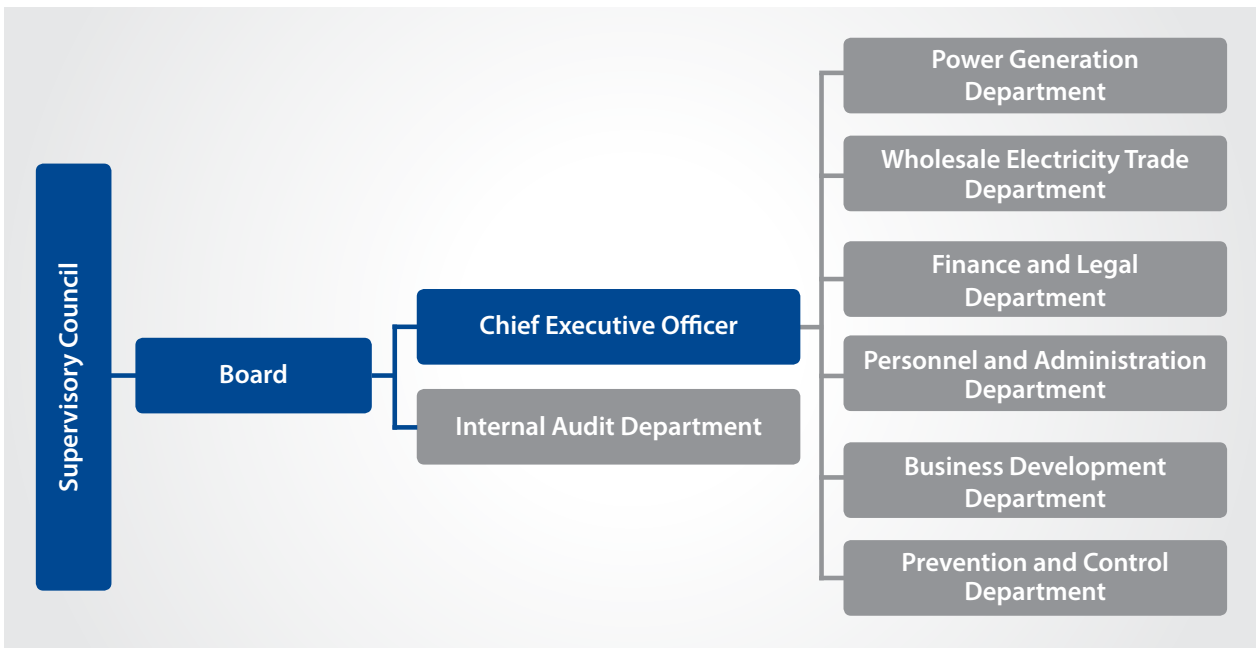 Supervisory Council
Board
Chief Executive Officer
Internal Audit Department
Power Generation
Department
Wholesale Electricity Trade
Department
Finance and Legal
Department
Personnel and Administration
Department
Business Development
Department
Prevention and Control
Department